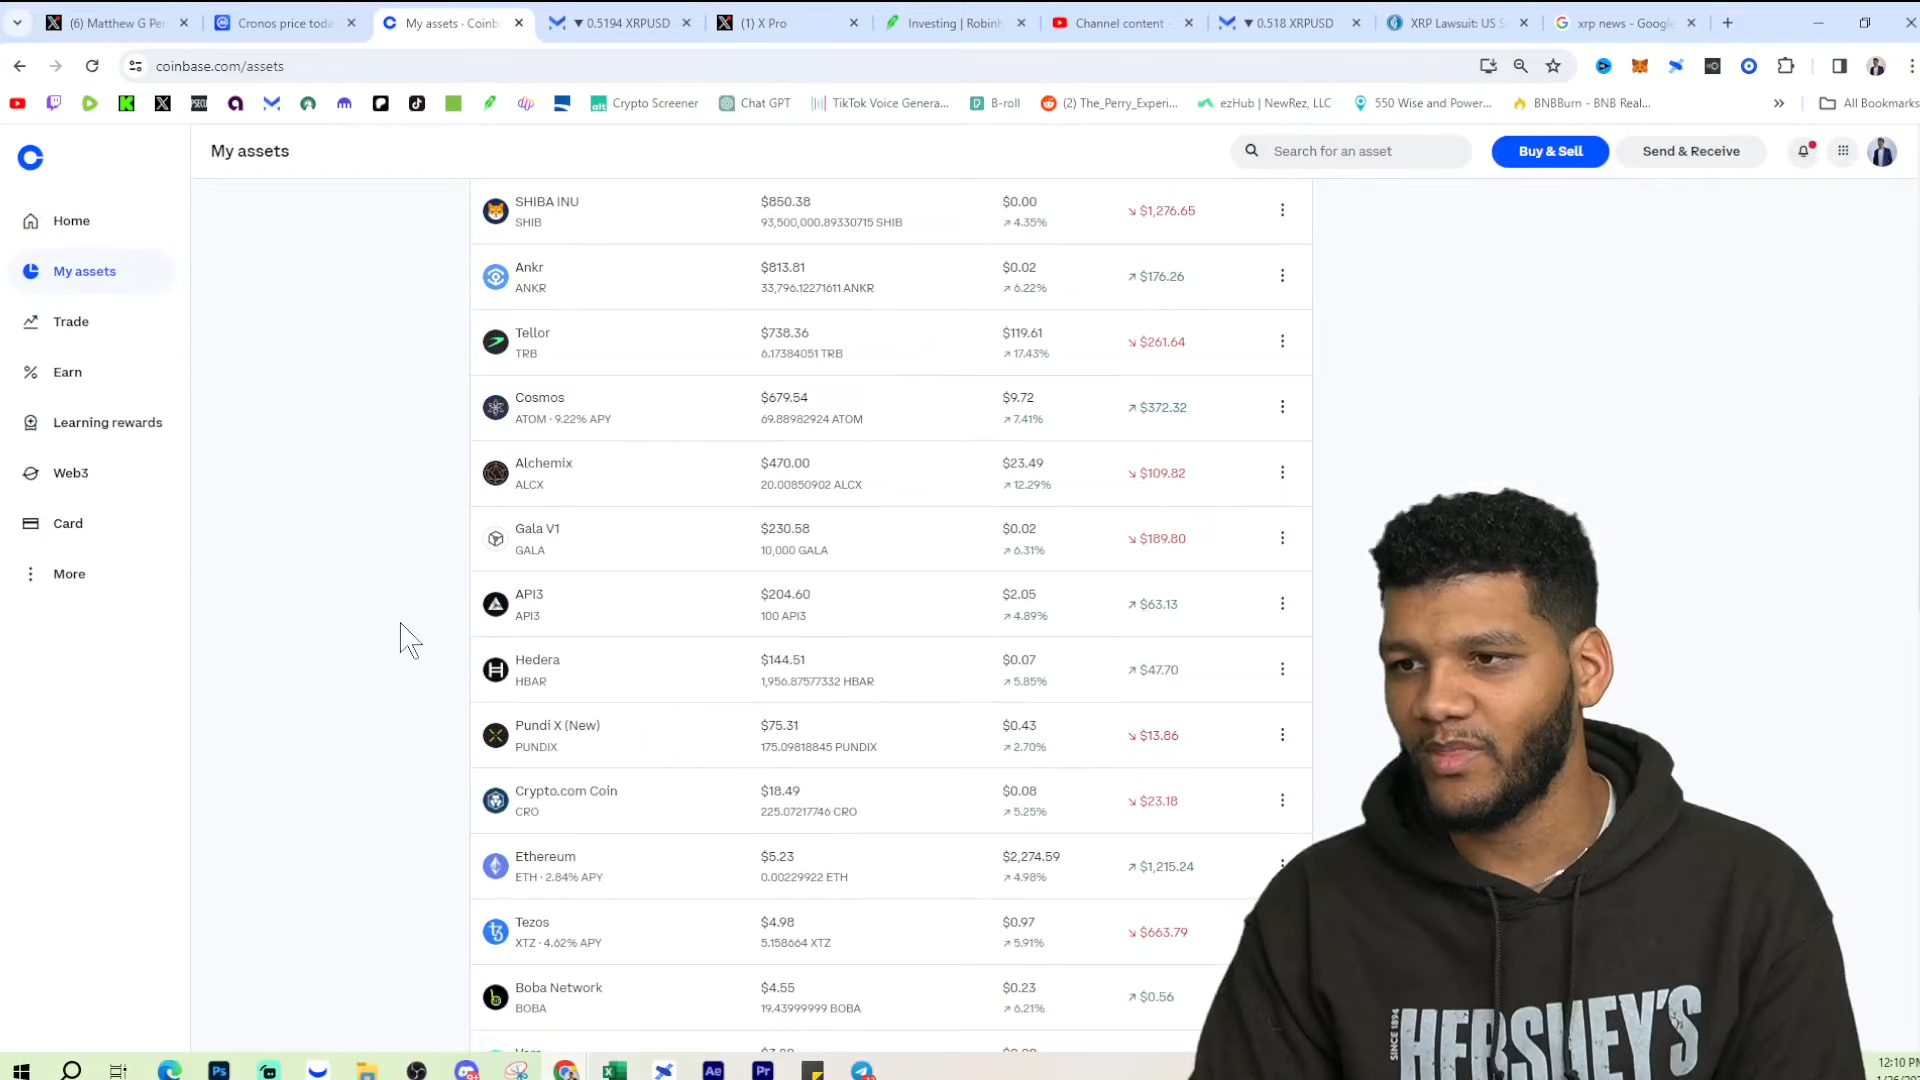 (6) Matthew G Per
Cronos price toda
My assets · Coinb
▼ 0.5194 XRPUSD
(1) X Pro
Investing | Robinh
Channel content
▼ 0.518 XRPUSD
XRP Lawsuit: US S
xrp news - Google
coinbase.com/assets
Crypto Screener
Chat GPT
TikTok Voice Genera...
B-roll
(2) The_Perry_Experi...
ezHub | NewRez, LLC
550 Wise and Power...
BNBBurn - BNB Real...
All Bookmarks
My assets
Search for an asset
Buy & Sell
Send & Receive
Home
My assets
Trade
Earn
Learning rewards
Web3
Card
More
SHIBA INU $850.38 $0.00 ↘ $1,276.65
SHIB 93,500,000.89330715 SHIB ↗ 4.35%
Ankr $813.81 $0.02 ↗ $176.26
ANKR 33,796.12271611 ANKR ↗ 6.22%
Tellor $738.36 $119.61 ↘ $261.64
TRB 6.17384051 TRB ↗ 17.43%
Cosmos $679.54 $9.72 ↗ $372.32
ATOM · 9.22% APY 69.88982924 ATOM ↗ 7.41%
Alchemix $470.00 $23.49 ↘ $109.82
ALCX 20.00850902 ALCX ↗ 12.29%
Gala V1 $230.58 $0.02 ↘ $189.80
GALA 10,000 GALA ↗ 6.31%
API3 $204.60 $2.05 ↗ $63.13
API3 100 API3 ↗ 4.89%
Hedera $144.51 $0.07 ↗ $47.70
HBAR 1,956.87577332 HBAR ↗ 5.85%
Pundi X (New) $75.31 $0.43 ↘ $13.86
PUNDIX 175.09818845 PUNDIX ↗ 2.70%
Crypto.com Coin $18.49 $0.08 ↘ $23.18
CRO 225.07217746 CRO ↗ 5.25%
Ethereum $5.23 $2,274.59 ↗ $1,215.24
ETH · 2.84% APY 0.00229922 ETH ↗ 4.98%
Tezos $4.98 $0.97 ↘ $663.79
XTZ · 4.62% APY 5.158664 XTZ ↗ 5.91%
Boba Network $4.55 $0.23 ↗ $0.56
BOBA 19.43999999 BOBA ↗ 6.21%
SINCE 1894
HERSHEY'S
Ps
Ae
Pr
12:10 PM